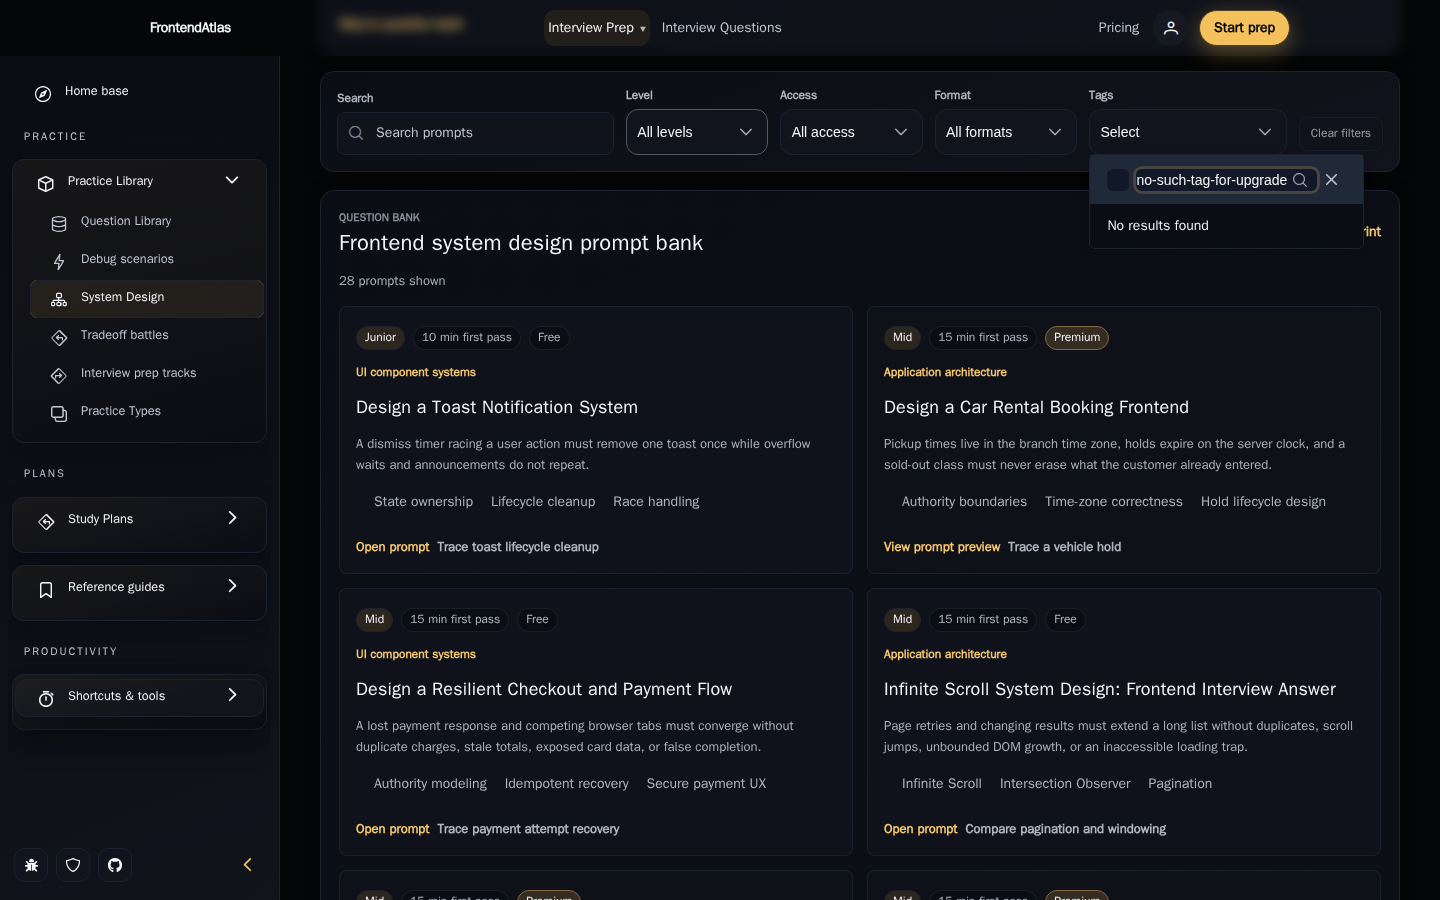 FrontendAtlas
Interview Prep
Interview Questions
Pricing
Start prep
Home base
PRACTICE
Practice Library
Question Library
Debug scenarios
System Design
Tradeoff battles
Interview prep tracks
Practice Types
PLANS
Study Plans
Reference guides
PRODUCTIVITY
Shortcuts & tools
Search
Search prompts
Level
All levels
Access
All access
Format
All formats
Tags
Select
Clear filters
no-such-tag-for-upgrade
No results found
QUESTION BANK
Frontend system design prompt bank
28 prompts shown
Junior 10 min first pass Free
UI component systems
Design a Toast Notification System
A dismiss timer racing a user action must remove one toast once while overflow
waits and announcements do not repeat.
State ownership Lifecycle cleanup Race handling
Open prompt Trace toast lifecycle cleanup
Mid 15 min first pass Premium
Application architecture
Design a Car Rental Booking Frontend
Pickup times live in the branch time zone, holds expire on the server clock, and a
sold-out class must never erase what the customer already entered.
Authority boundaries Time-zone correctness Hold lifecycle design
View prompt preview Trace a vehicle hold
Mid 15 min first pass Free
UI component systems
Design a Resilient Checkout and Payment Flow
A lost payment response and competing browser tabs must converge without
duplicate charges, stale totals, exposed card data, or false completion.
Authority modeling Idempotent recovery Secure payment UX
Open prompt Trace payment attempt recovery
Mid 15 min first pass Free
Application architecture
Infinite Scroll System Design: Frontend Interview Answer
Page retries and changing results must extend a long list without duplicates, scroll
jumps, unbounded DOM growth, or an inaccessible loading trap.
Infinite Scroll Intersection Observer Pagination
Open prompt Compare pagination and windowing
Mid 15 min first pass Premium
Mid 15 min first pass Free